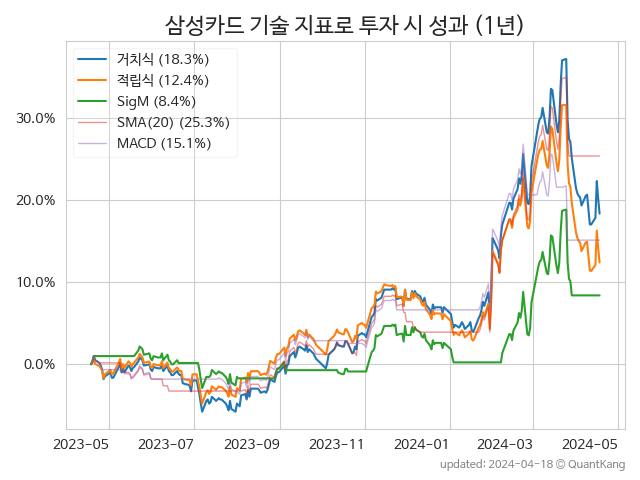 삼성카드 기술 지표로 투자 시 성과 (1년)
거치식 (18.3%)
적립식 (12.4%)
SigM (8.4%)
SMA(20) (25.3%)
MACD (15.1%)
30.0%
20.0%
10.0%
0.0%
2023-05 2023-07 2023-09 2023-11 2024-01 2024-03 2024-05
updated: 2024-04-18 © QuantKang